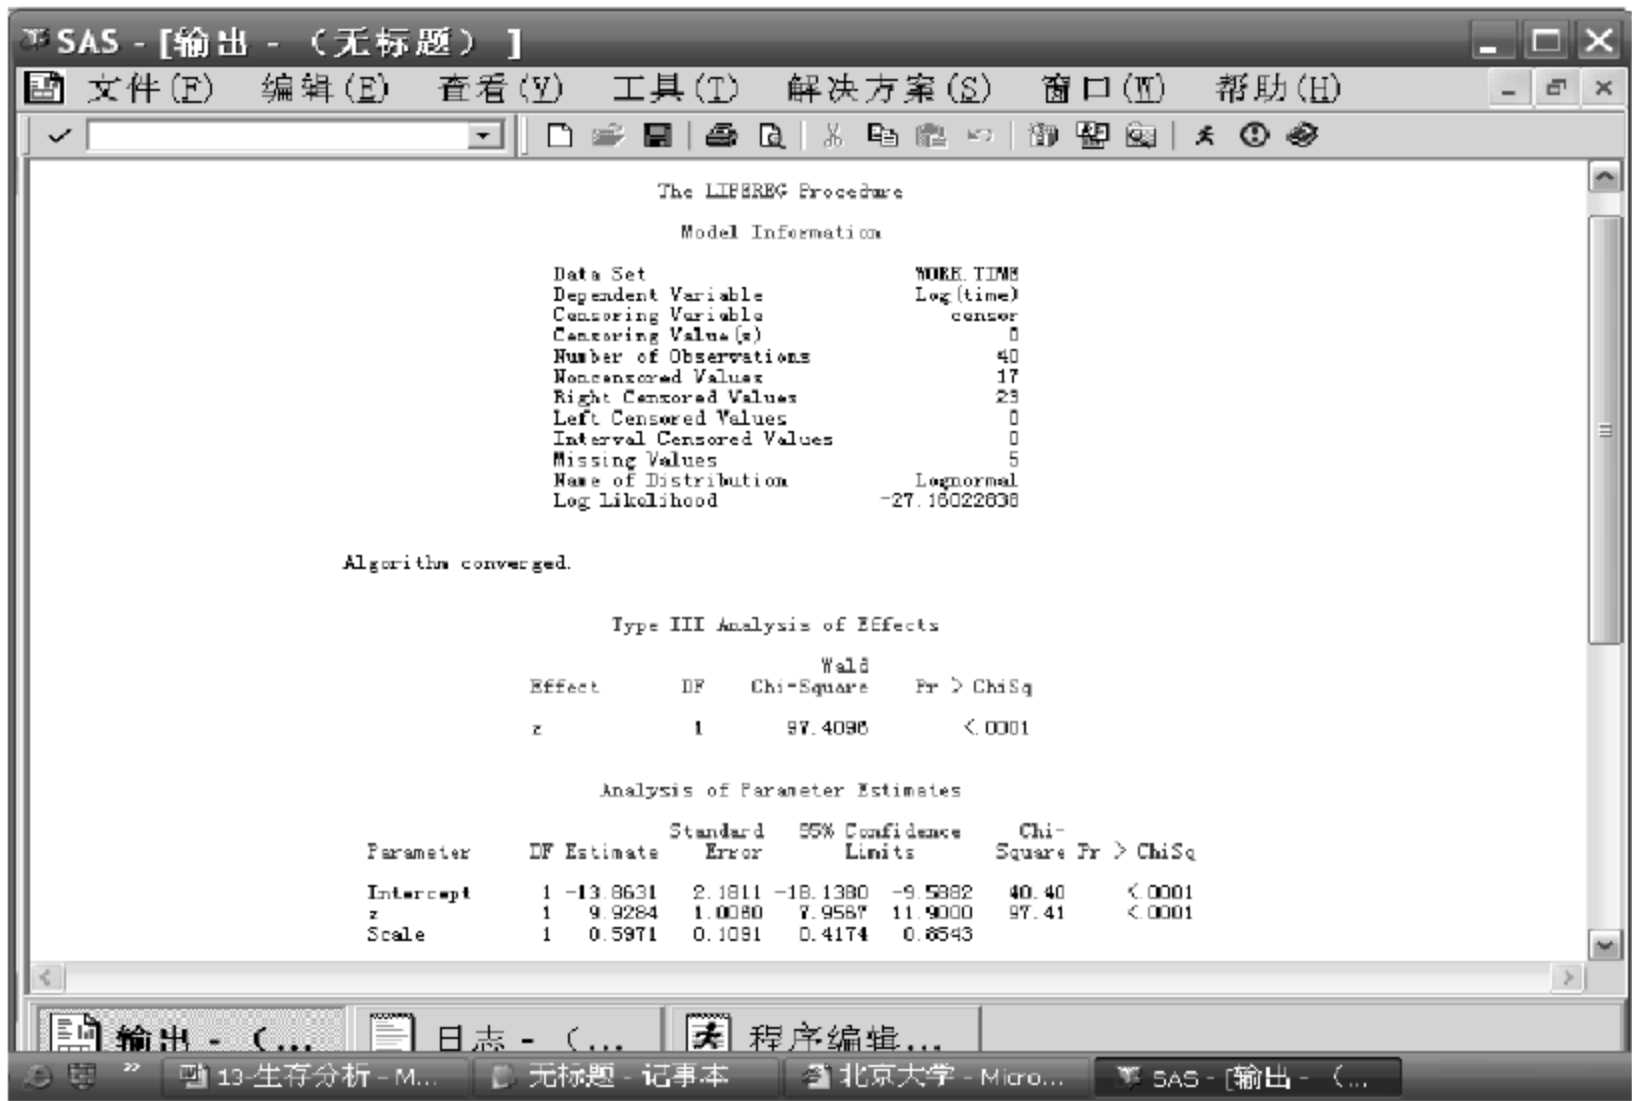 SAS - [输出 - （无标题） ]
文件(F) 编辑(E) 查看(V) 工具(T) 解决方案(S) 窗口(W) 帮助(H)
The LIFEREG Procedure
Model Information
Data Set WORK.TIME
Dependent Variable Log(time)
Censoring Variable censor
Censoring Value(s) 0
Number of Observations 40
Noncensored Values 17
Right Censored Values 23
Left Censored Values 0
Interval Censored Values 0
Missing Values 5
Name of Distribution Lognormal
Log Likelihood -27.16022838
Algorithm converged.
Type III Analysis of Effects
Wald
Effect DF Chi-Square Pr > ChiSq
z 1 97.4096 <.0001
Analysis of Parameter Estimates
Standard 95% Confidence Chi-
Parameter DF Estimate Error Limits Square Pr > ChiSq
Intercept 1 -13.8631 2.1811 -18.1380 -9.5882 40.40 <.0001
z 1 9.9284 1.0060 7.9567 11.9000 97.41 <.0001
Scale 1 0.5971 0.1091 0.4174 0.8543
输出 - (... 日志 - (... 程序编辑...
» 13-生存分析 - M... 无标题 - 记事本 北京大学 - Micro... SAS - [输出 - （...